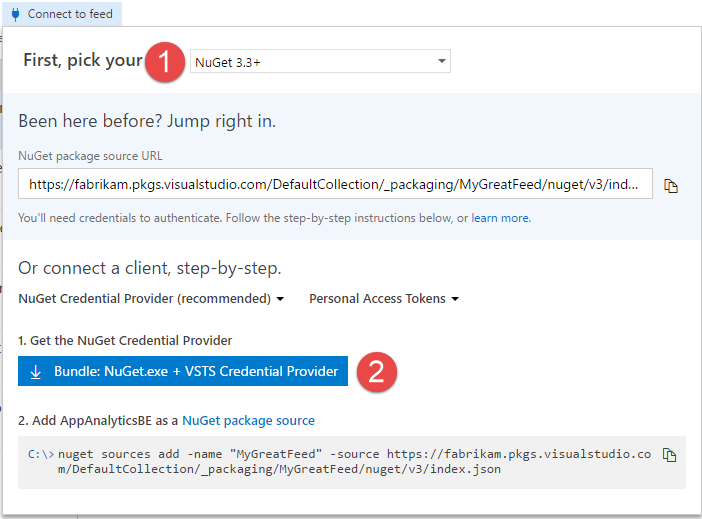 Connect to feed
First, pick your 1 NuGet 3.3+
Been here before? Jump right in.
NuGet package source URL
https://fabrikam.pkgs.visualstudio.com/DefaultCollection/_packaging/MyGreatFeed/nuget/v3/ind...
You'll need credentials to authenticate. Follow the step-by-step instructions below, or learn more.
Or connect a client, step-by-step.
NuGet Credential Provider (recommended) Personal Access Tokens
1. Get the NuGet Credential Provider
Bundle: NuGet.exe + VSTS Credential Provider 2
2. Add AppAnalyticsBE as a NuGet package source
C:\> nuget sources add -name "MyGreatFeed" -source https://fabrikam.pkgs.visualstudio.co
m/DefaultCollection/_packaging/MyGreatFeed/nuget/v3/index.json